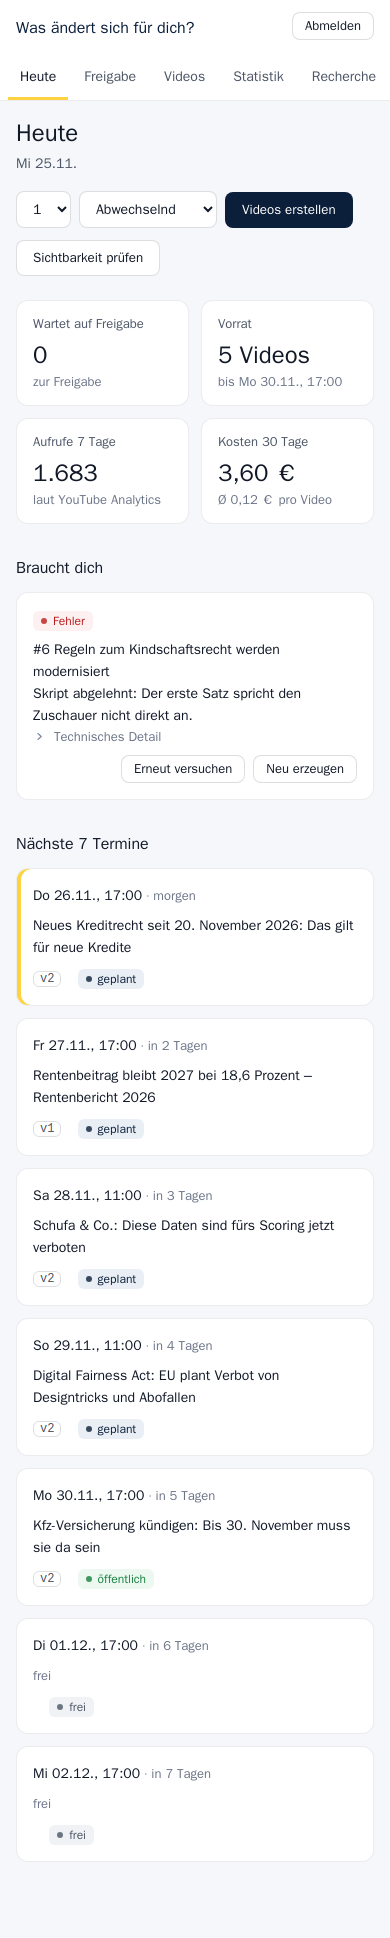 Was ändert sich für dich?
Abmelden
Heute
Freigabe
Videos
Statistik
Recherche
Heute
Mi 25.11.
1
Abwechselnd
Videos erstellen
Sichtbarkeit prüfen
Wartet auf Freigabe
0
zur Freigabe
Vorrat
5 Videos
bis Mo 30.11., 17:00
Aufrufe 7 Tage
1.683
laut YouTube Analytics
Kosten 30 Tage
3,60 €
Ø 0,12 € pro Video
Braucht dich
Fehler
#6 Regeln zum Kindschaftsrecht werden
modernisiert
Skript abgelehnt: Der erste Satz spricht den
Zuschauer nicht direkt an.
Technisches Detail
Erneut versuchen
Neu erzeugen
Nächste 7 Termine
Do 26.11., 17:00 · morgen
Neues Kreditrecht seit 20. November 2026: Das gilt
für neue Kredite
v2
geplant
Fr 27.11., 17:00 · in 2 Tagen
Rentenbeitrag bleibt 2027 bei 18,6 Prozent –
Rentenbericht 2026
v1
geplant
Sa 28.11., 11:00 · in 3 Tagen
Schufa & Co.: Diese Daten sind fürs Scoring jetzt
verboten
v2
geplant
So 29.11., 11:00 · in 4 Tagen
Digital Fairness Act: EU plant Verbot von
Designtricks und Abofallen
v2
geplant
Mo 30.11., 17:00 · in 5 Tagen
Kfz-Versicherung kündigen: Bis 30. November muss
sie da sein
v2
öffentlich
Di 01.12., 17:00 · in 6 Tagen
frei
frei
Mi 02.12., 17:00 · in 7 Tagen
frei
frei